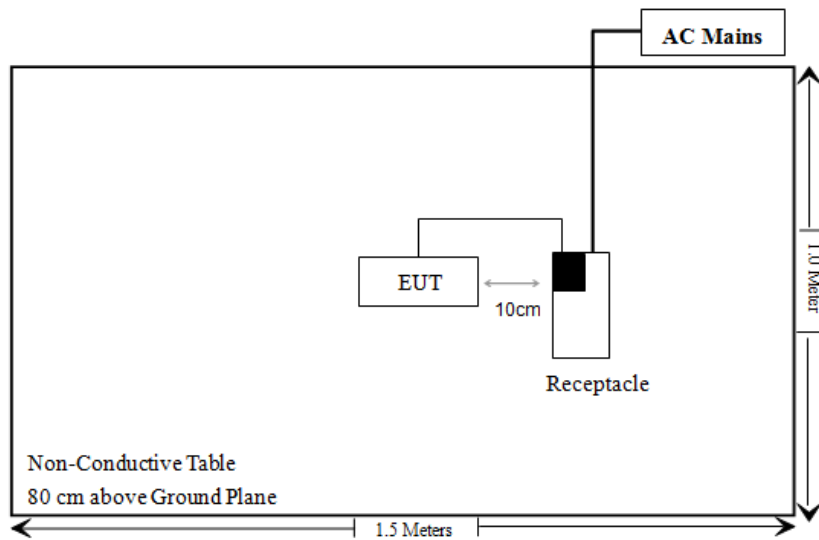 AC Mains
EUT
10cm
Receptacle
1.0 Meter
Non-Conductive Table
80 cm above Ground Plane
1.5 Meters